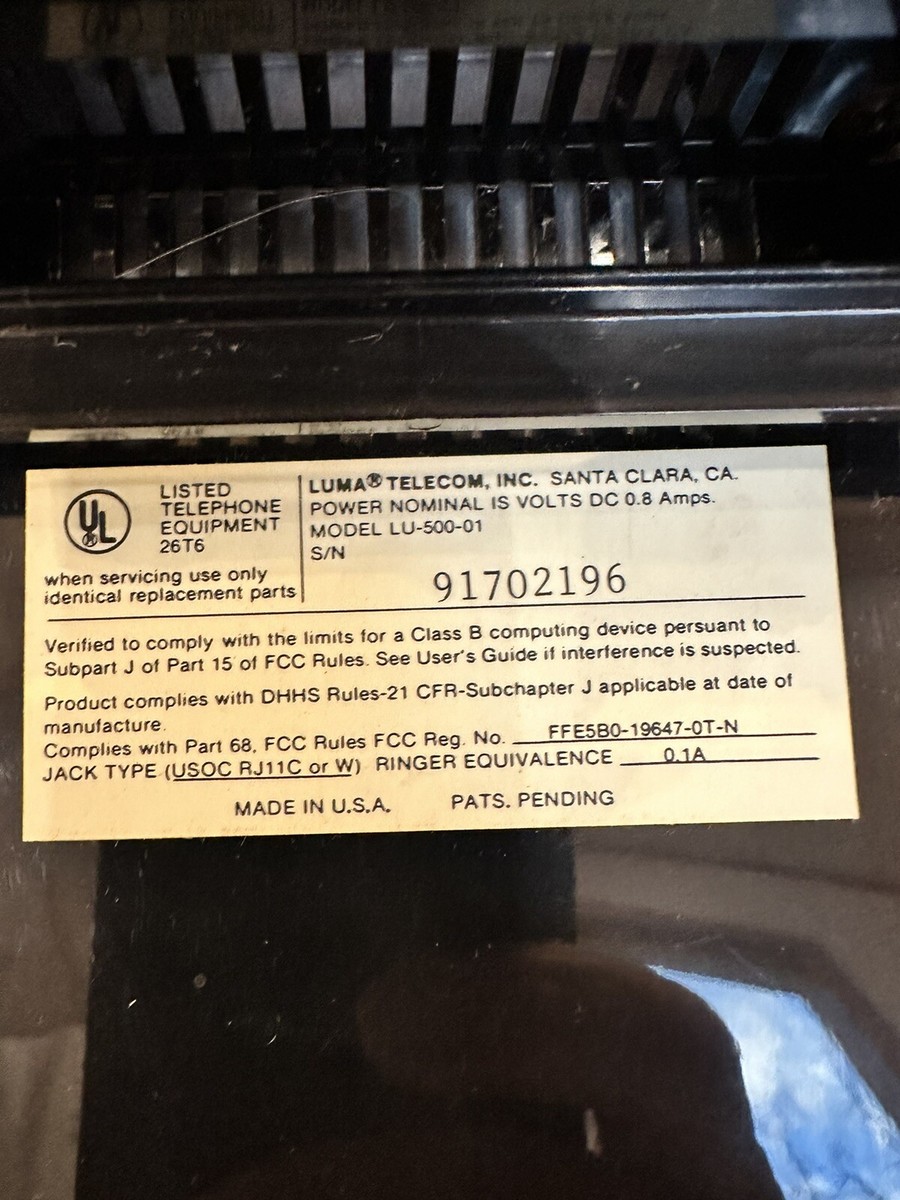 UL
LISTED
TELEPHONE
EQUIPMENT
26T6
when servicing use only
identical replacement parts
LUMA® TELECOM, INC. SANTA CLARA, CA.
POWER NOMINAL IS VOLTS DC 0.8 Amps.
MODEL LU-500-01
S/N
91702196
Verified to comply with the limits for a Class B computing device persuant to
Subpart J of Part 15 of FCC Rules. See User's Guide if interference is suspected.
Product complies with DHHS Rules-21 CFR-Subchapter J applicable at date of
manufacture.
Complies with Part 68, FCC Rules FCC Reg. No. FFE5B0-19647-0T-N
JACK TYPE (USOC RJ11C or W) RINGER EQUIVALENCE 0.1A
MADE IN U.S.A. PATS. PENDING